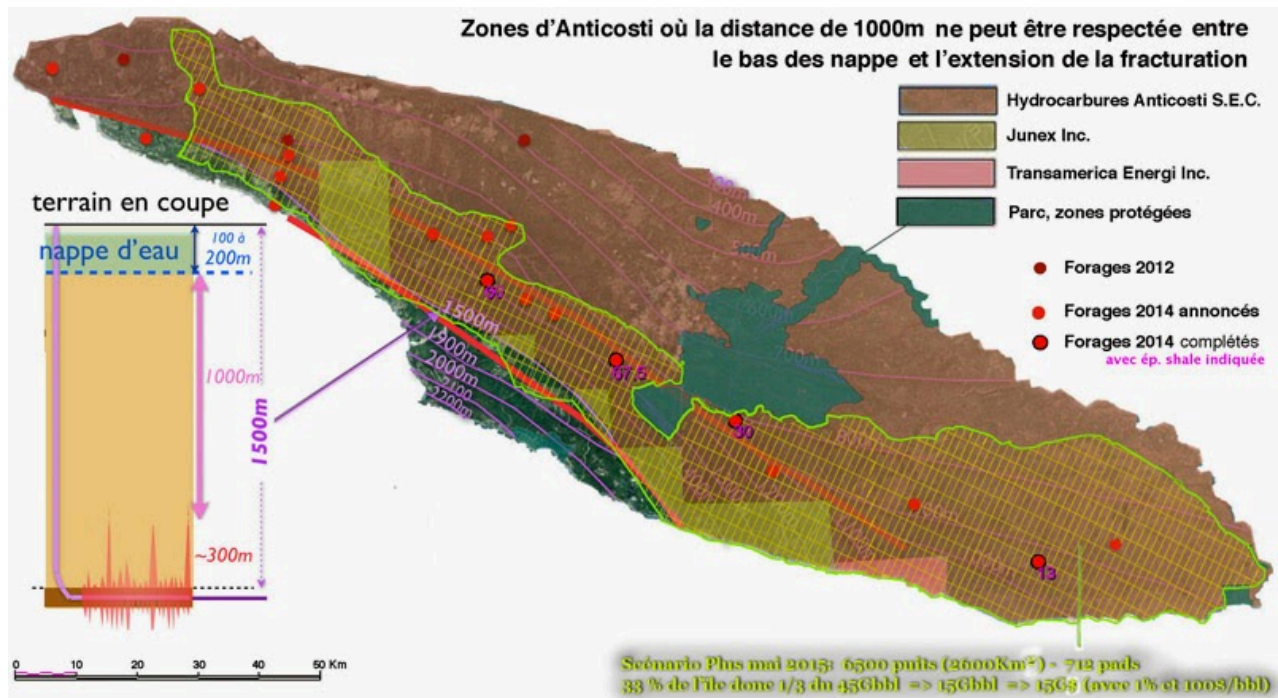 Zones d'Anticosti où la distance de 1000m ne peut être respectée entre
le bas des nappe et l'extension de la fracturation
Hydrocarbures Anticosti S.E.C.
Junex Inc.
Transamerica Energi Inc.
Parc, zones protégées
Forages 2012
Forages 2014 annoncés
Forages 2014 complétés
avec ép. shale indiquée
terrain en coupe
nappe d'eau
100 à
200m
1000m
1500m
~300m
400m
1500m
1900m
2000m
2100
2200m
67.5
30
13
0 10 20 30 40 50 Km
Scénario Plus mai 2015: 6500 puits (2600Km²) - 712 pads
33 % de l'île donc 1/3 du 45Gbbl => 15Gbbl => 15G$ (avec 1% et 100$/bbl)